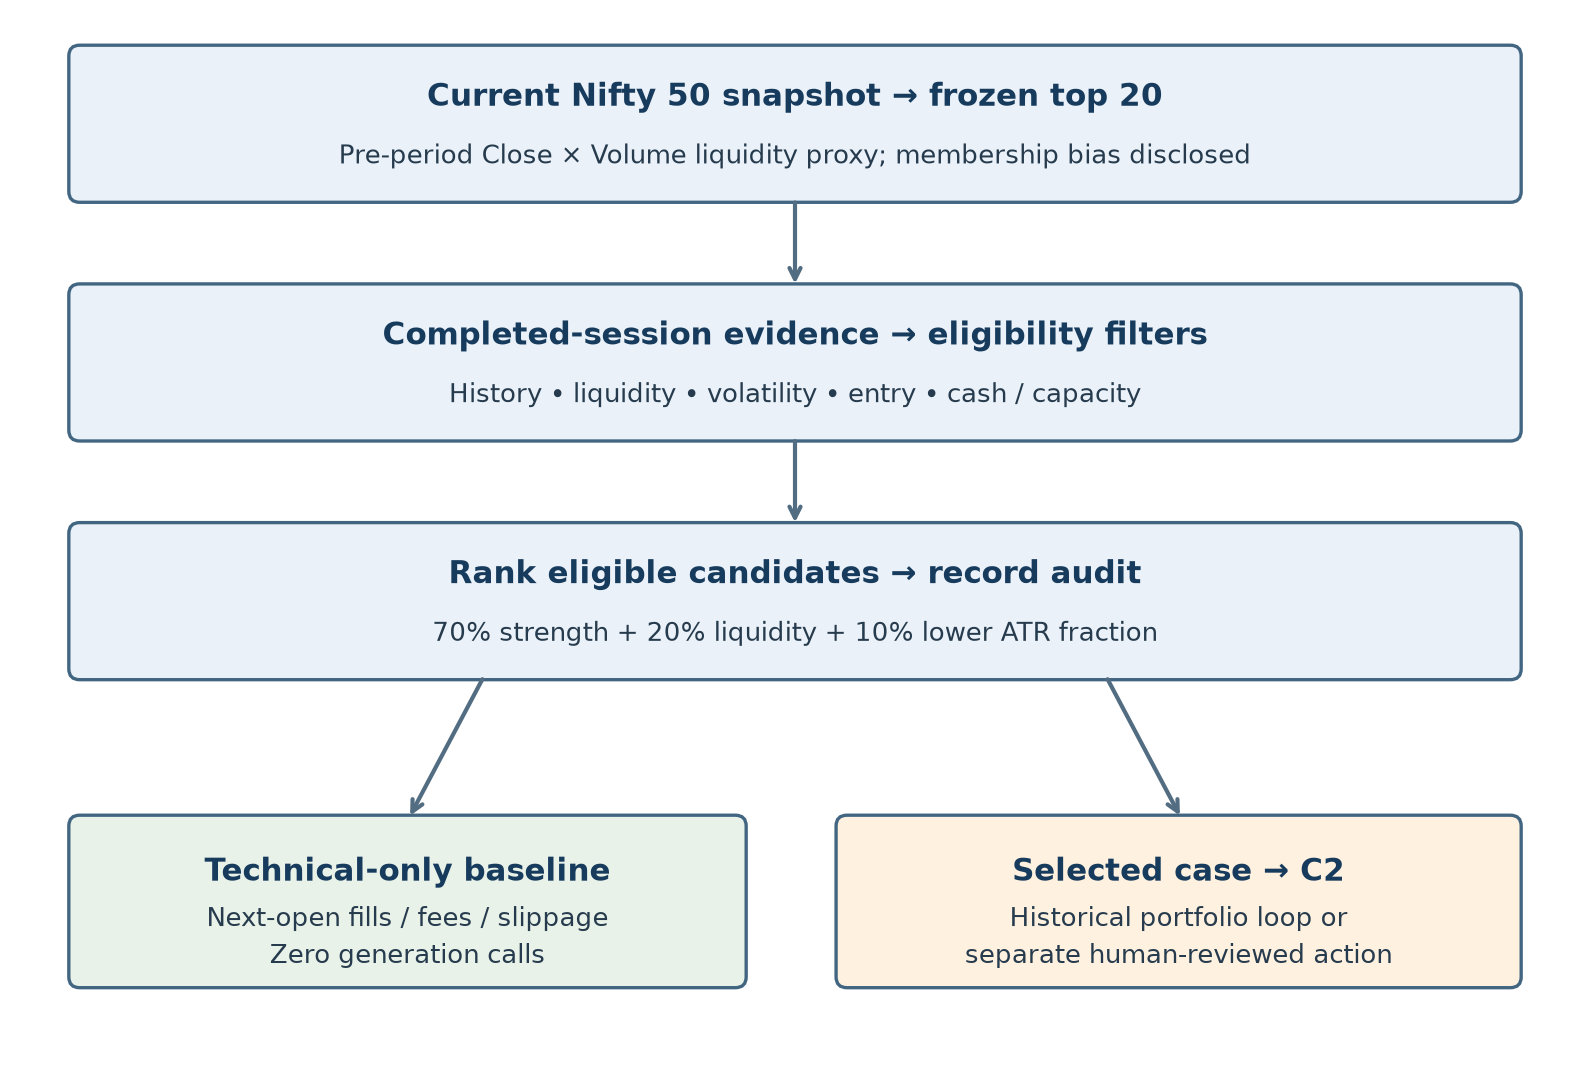 Current Nifty 50 snapshot → frozen top 20
Pre-period Close × Volume liquidity proxy; membership bias disclosed
Completed-session evidence → eligibility filters
History • liquidity • volatility • entry • cash / capacity
Rank eligible candidates → record audit
70% strength + 20% liquidity + 10% lower ATR fraction
Technical-only baseline
Next-open fills / fees / slippage
Zero generation calls
Selected case → C2
Historical portfolio loop or
separate human-reviewed action